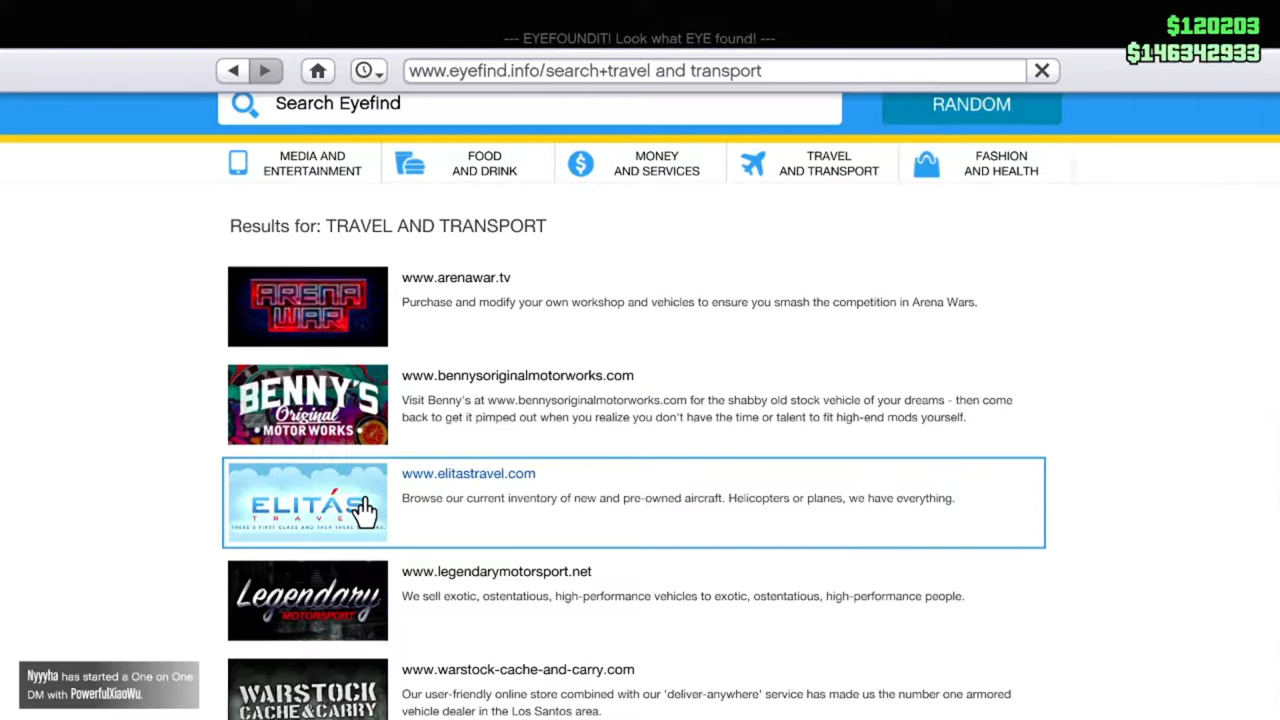 --- EYEFOUNDIT! Look what EYE found! ---
$120203
$146342933
www.eyefind.info/search+travel and transport
Search Eyefind
RANDOM
MEDIA AND
ENTERTAINMENT
FOOD
AND DRINK
MONEY
AND SERVICES
TRAVEL
AND TRANSPORT
FASHION
AND HEALTH
Results for: TRAVEL AND TRANSPORT
ARENA
WAR
www.arenawar.tv
Purchase and modify your own workshop and vehicles to ensure you smash the competition in Arena Wars.
BENNY'S
Original
• MOTOR WORKS •
www.bennysoriginalmotorworks.com
Visit Benny's at www.bennysoriginalmotorworks.com for the shabby old stock vehicle of your dreams - then come
back to get it pimped out when you realize you don't have the time or talent to fit high-end mods yourself.
ELITÁS
TRAVE
THERE'S FIRST CLASS AND THEN THERE
www.elitastravel.com
Browse our current inventory of new and pre-owned aircraft. Helicopters or planes, we have everything.
Legendary
MOTORSPORT
www.legendarymotorsport.net
We sell exotic, ostentatious, high-performance vehicles to exotic, ostentatious, high-performance people.
WARSTOCK
CACHE & CARRY
www.warstock-cache-and-carry.com
Our user-friendly online store combined with our 'deliver-anywhere' service has made us the number one armored
vehicle dealer in the Los Santos area.
Nyyyha has started a One on One
DM with PowerfulXiaoWu.